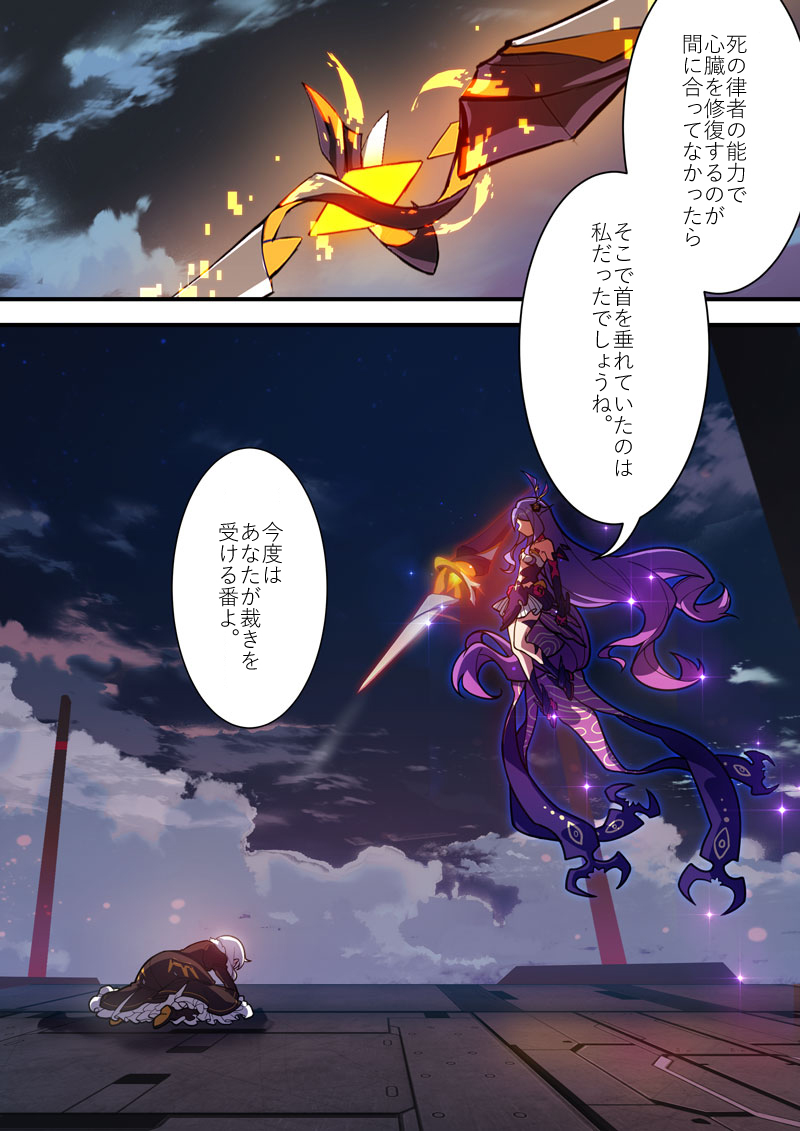 死の律者の能力で
心臓を修復するのが
間に合ってなかったら
そこで首を垂れていたのは
私だったでしょうね。
今度は
あなたが裁きを
受ける番よ。